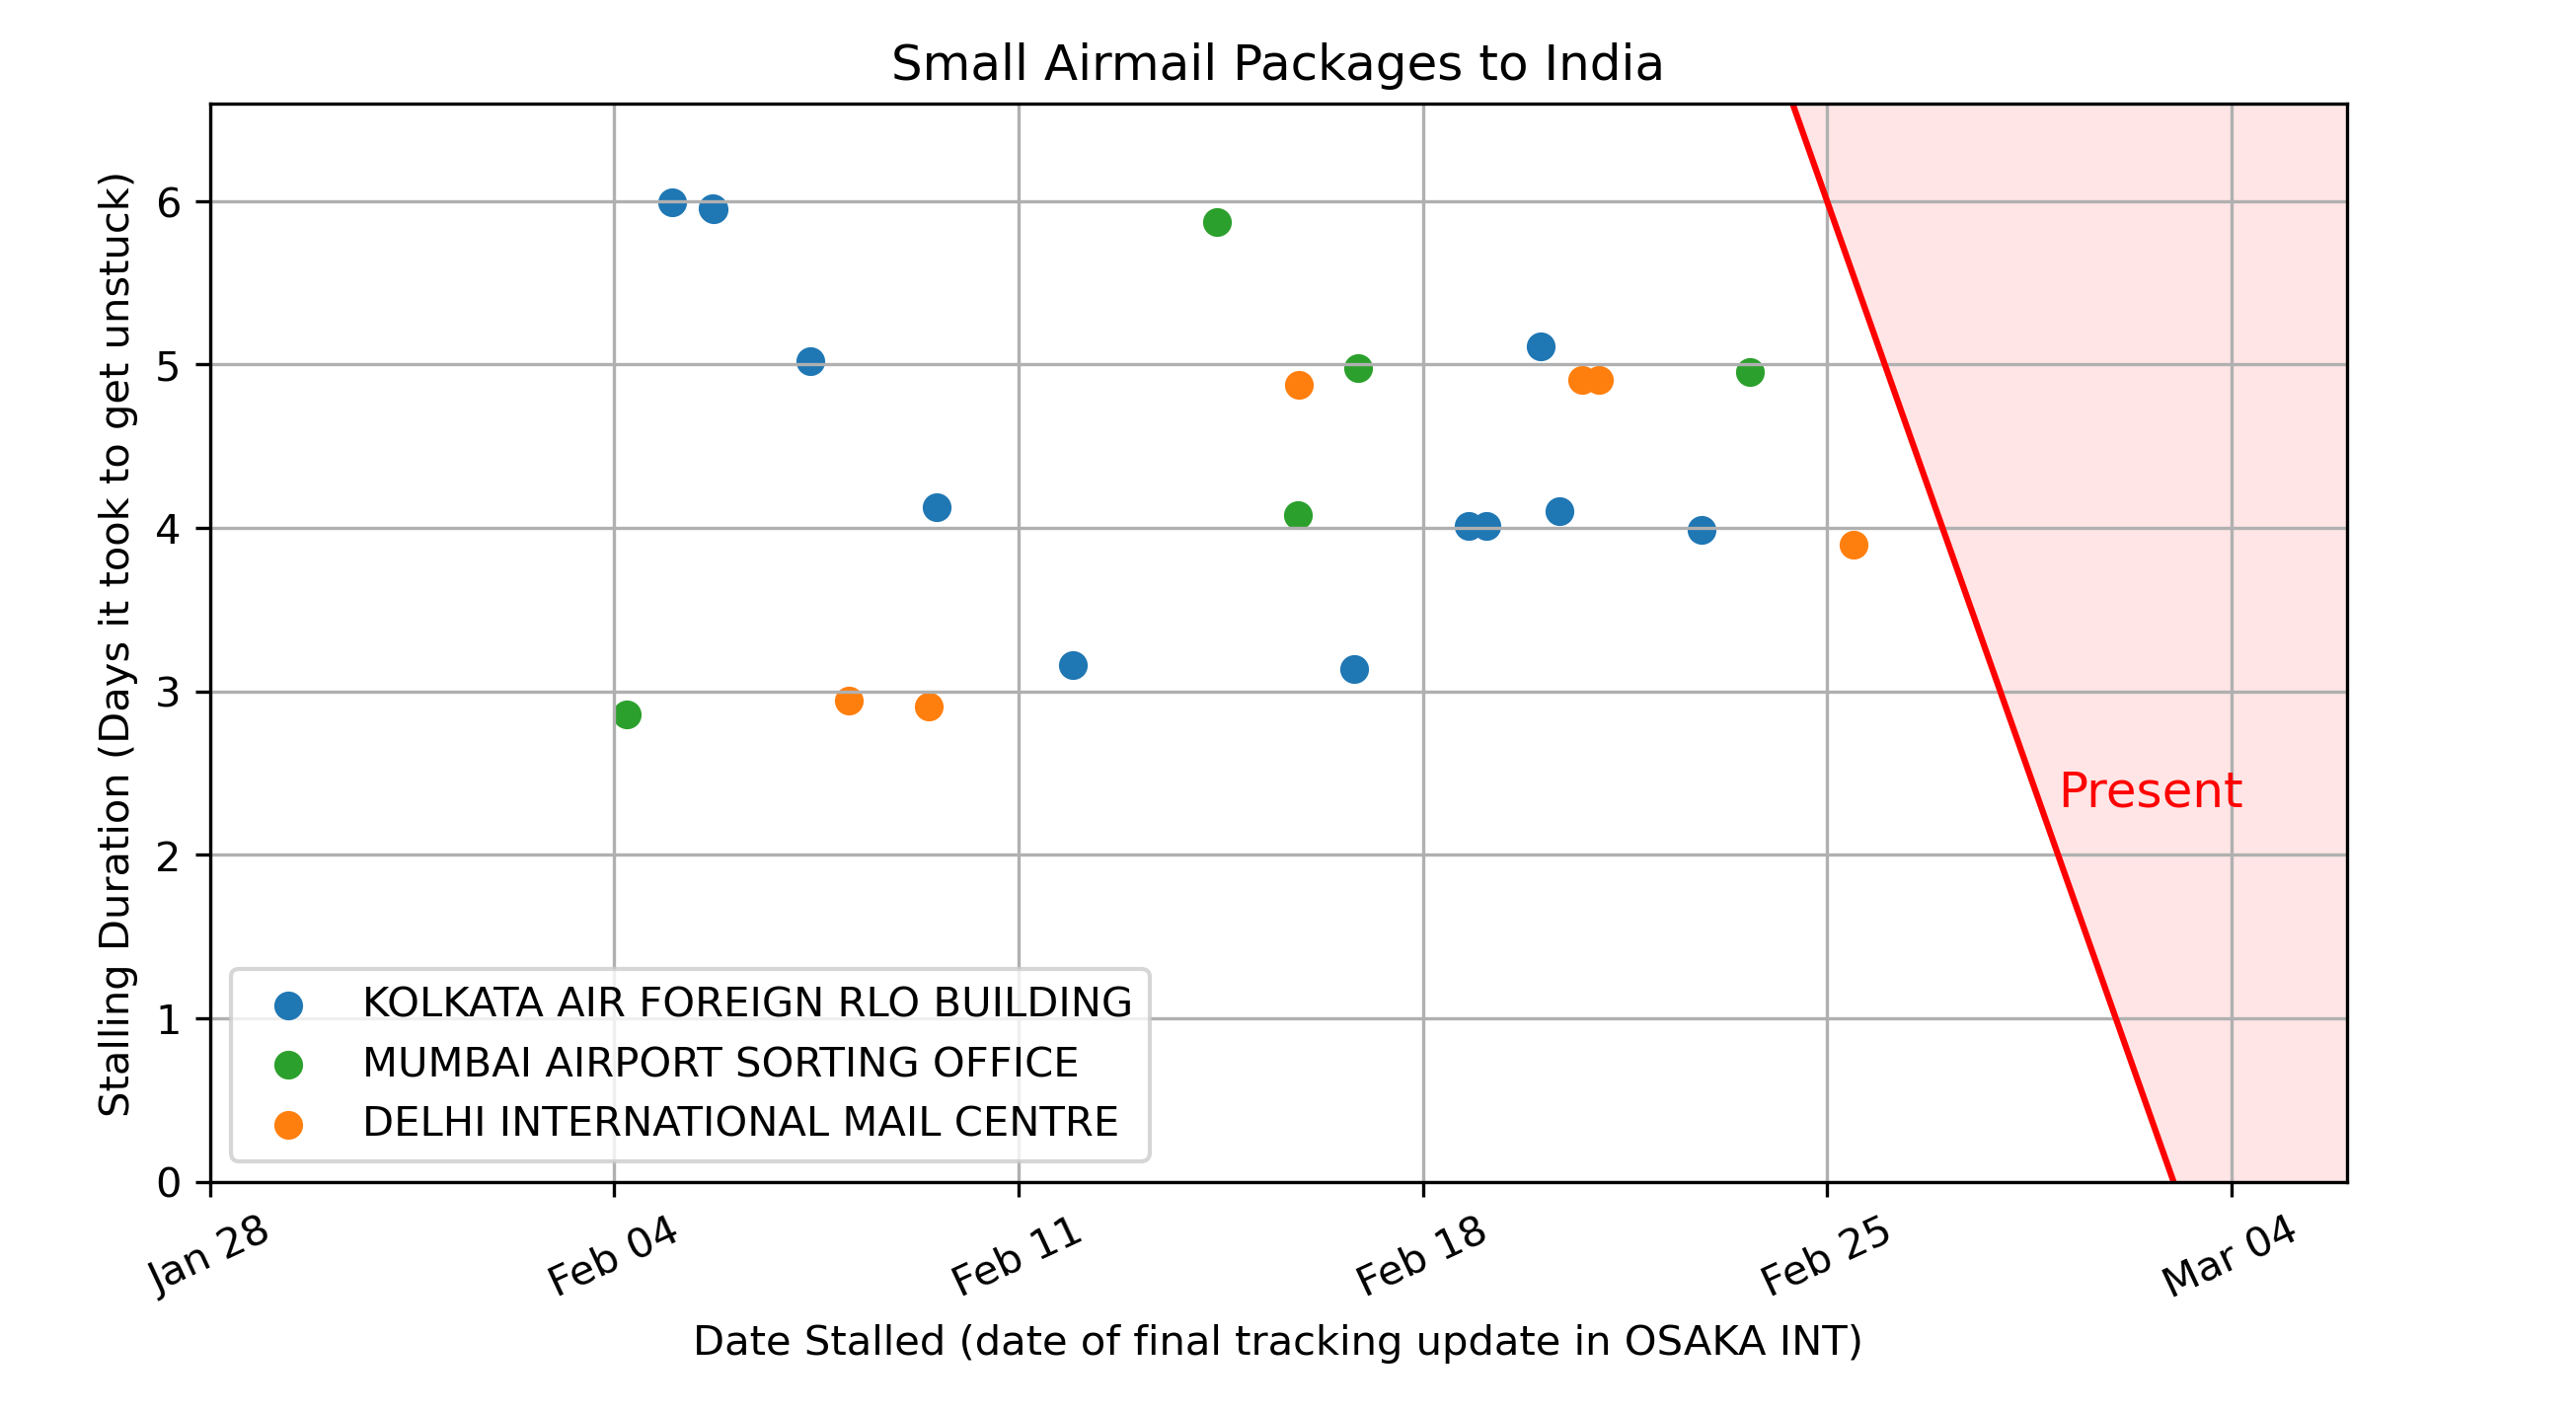 Small Airmail Packages to India
Stalling Duration (Days it took to get unstuck)
6
5
4
3
2
1
0
Present
KOLKATA AIR FOREIGN RLO BUILDING
MUMBAI AIRPORT SORTING OFFICE
DELHI INTERNATIONAL MAIL CENTRE
Jan 28
Feb 04
Feb 11
Feb 18
Feb 25
Mar 04
Date Stalled (date of final tracking update in OSAKA INT)